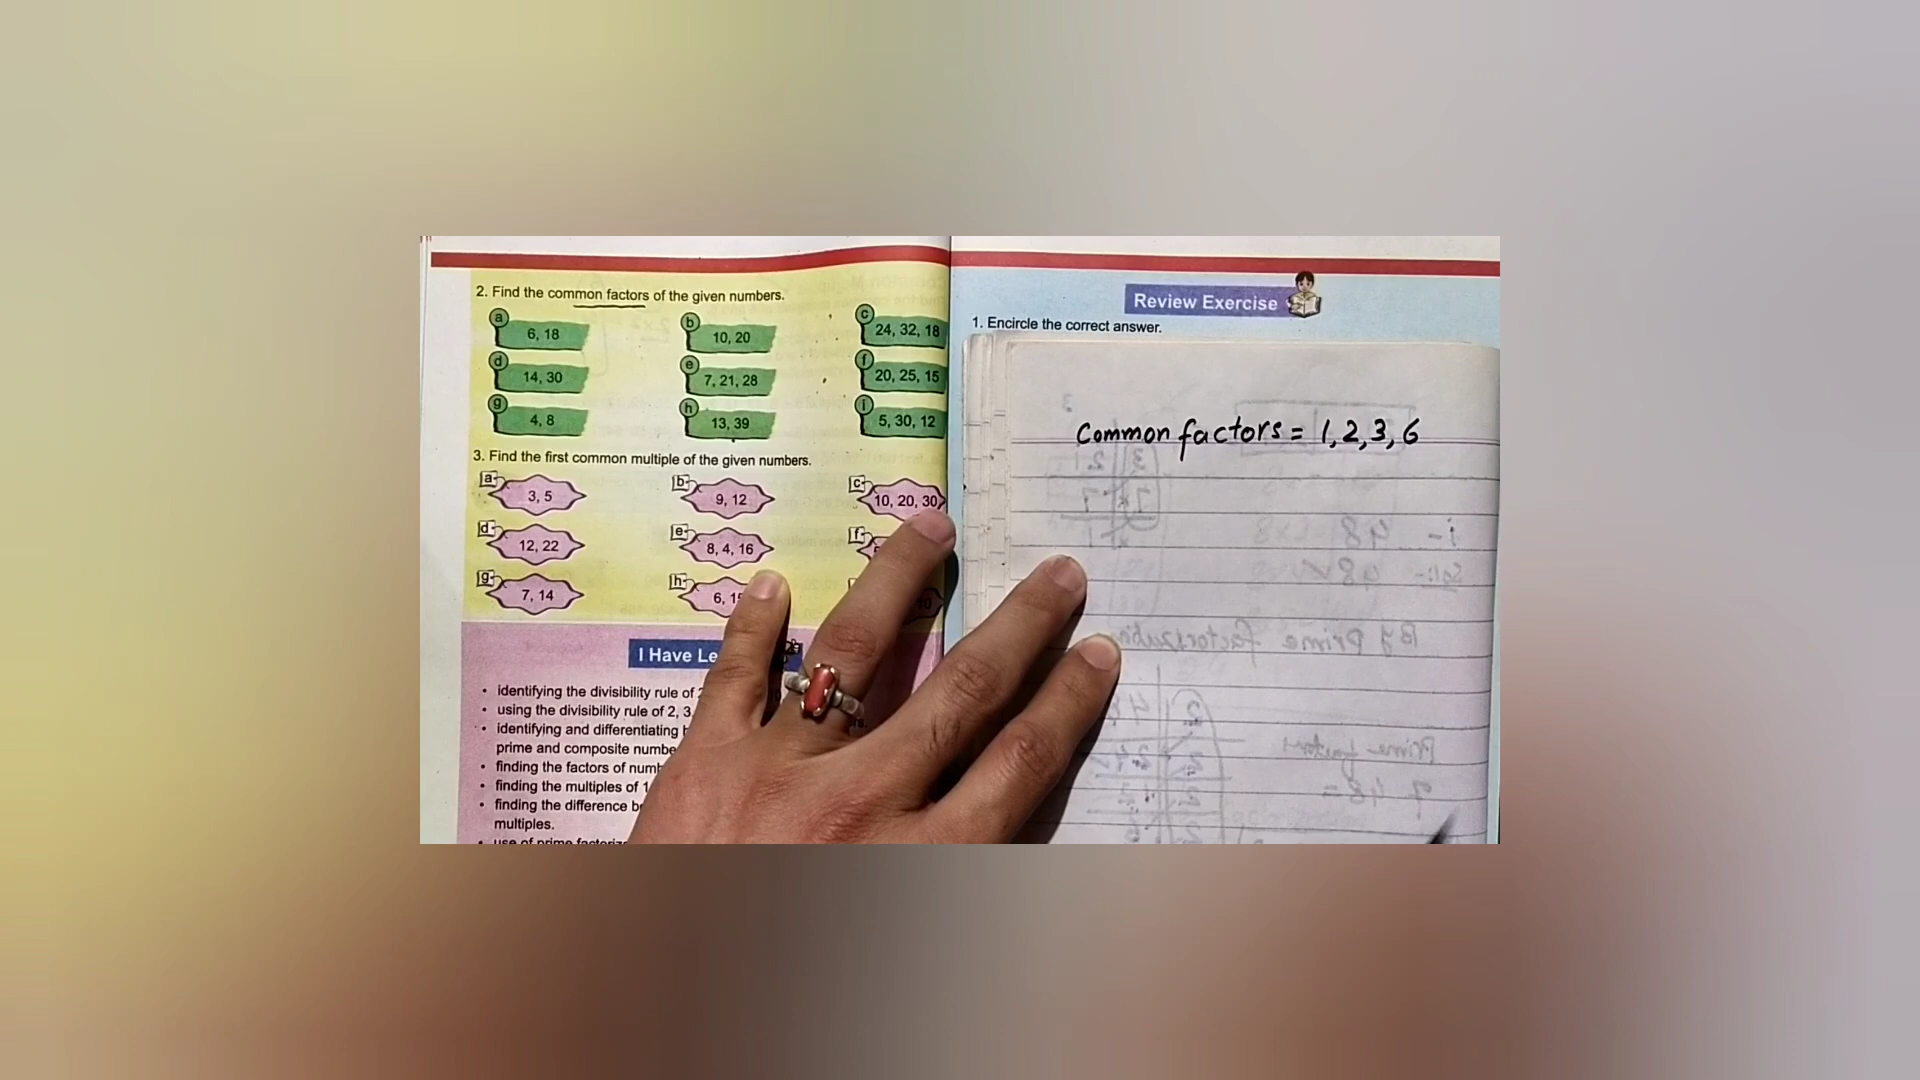 2. Find the common factors of the given numbers.
a 6, 18
b 10, 20
c 24, 32, 18
d 14, 30
e 7, 21, 28
f 20, 25, 15
g 4, 8
h 13, 39
i 5, 30, 12
3. Find the first common multiple of the given numbers.
a 3, 5
b 9, 12
c 10, 20, 30
d 12, 22
e 8, 4, 16
f
g 7, 14
h 6,
10
I Have
• identifying the divisibility rule of
• using the divisibility rule of 2, 3
• identifying and differentiating
prime and composite
• finding the factors of
• finding the multiples of
• finding the difference
multiples.
• use of prime
Review Exercise
1. Encircle the correct answer.
Common factors = 1, 2, 3, 6